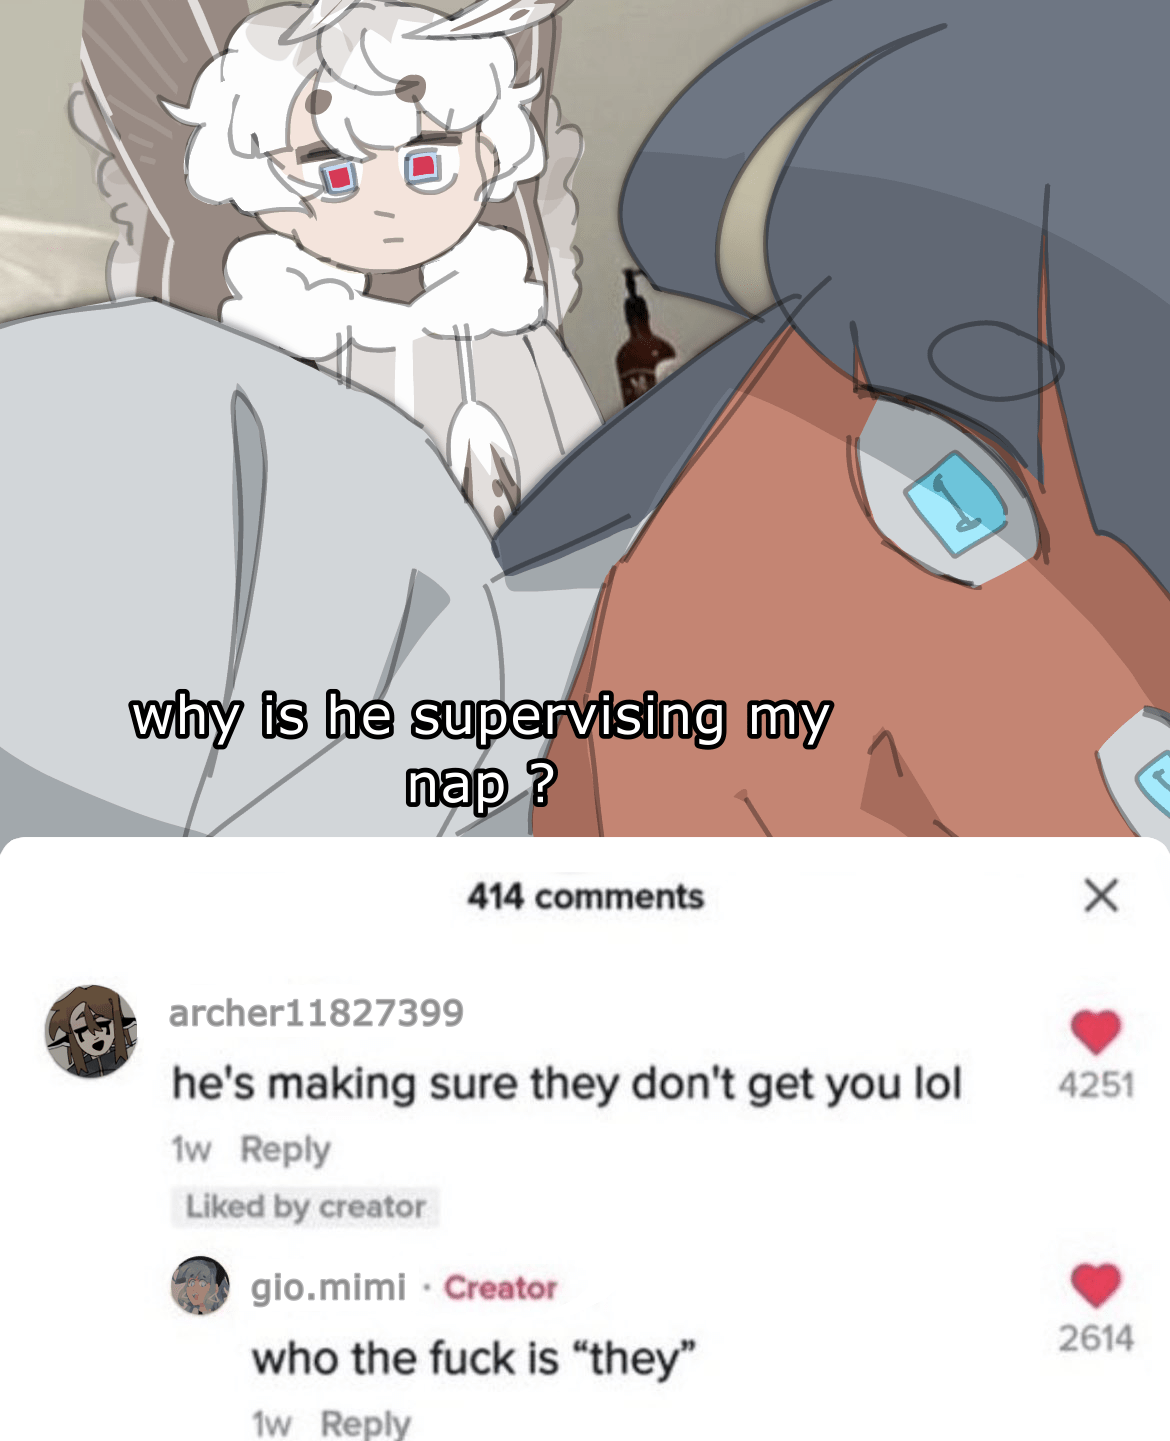 why is he supervising my
nap ?
414 comments
archer11827399
he's making sure they don't get you lol
4251
1w Reply
Liked by creator
gio.mimi · Creator
who the fuck is “they”
2614
1w Reply